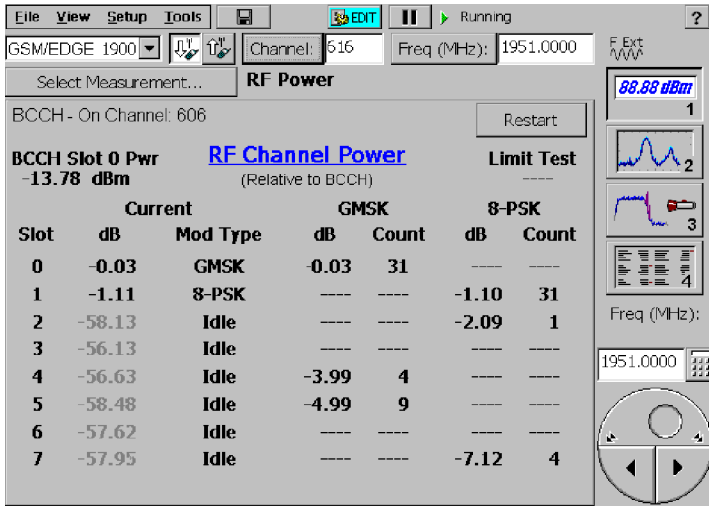 File View Setup Tools EDIT Running ?
GSM/EDGE 1900 Channel: 616 Freq (MHz): 1951.0000 F Ext
Select Measurement... RF Power
88.88 dBm
1
BCCH - On Channel: 606 Restart
BCCH Slot 0 Pwr RF Channel Power Limit Test
-13.78 dBm (Relative to BCCH) ----
2
Current GMSK 8-PSK
Slot dB Mod Type dB Count dB Count
3
0 -0.03 GMSK -0.03 31 ---- ----
1 -1.11 8-PSK ---- ---- -1.10 31
4
2 -58.13 Idle ---- ---- -2.09 1
Freq (MHz):
3 -56.13 Idle ---- ---- ---- ----
1951.0000
4 -56.63 Idle -3.99 4 ---- ----
5 -58.48 Idle -4.99 9 ---- ----
6 -57.62 Idle ---- ---- ---- ----
7 -57.95 Idle ---- ---- -7.12 4